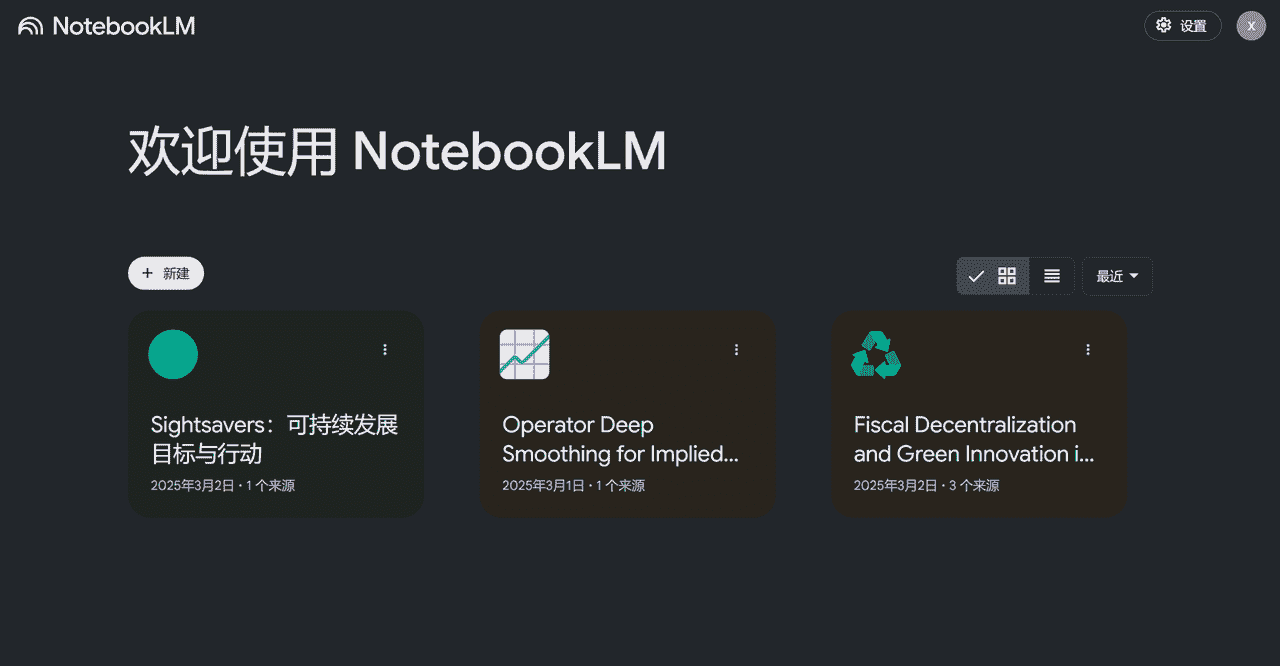 NotebookLM
设置
X
欢迎使用 NotebookLM
+ 新建
最近
Sightsavers：可持续发展
目标与行动
2025年3月2日 · 1 个来源
Operator Deep
Smoothing for Implied...
2025年3月1日 · 1 个来源
Fiscal Decentralization
and Green Innovation i...
2025年3月2日 · 3 个来源